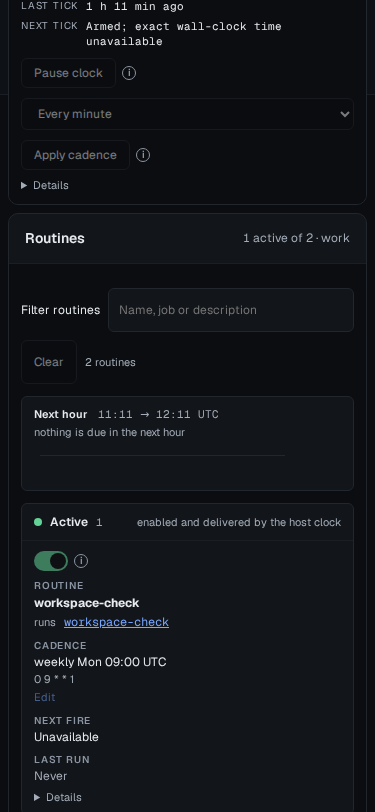 LAST TICK 1 h 11 min ago
NEXT TICK Armed; exact wall-clock time
unavailable
Pause clock
Every minute
Apply cadence
Details
Routines 1 active of 2 · work
Filter routines Name, job or description
Clear 2 routines
Next hour 11:11 → 12:11 UTC
nothing is due in the next hour
Active 1 enabled and delivered by the host clock
ROUTINE
workspace-check
runs workspace-check
CADENCE
weekly Mon 09:00 UTC
0 9 * * 1
Edit
NEXT FIRE
Unavailable
LAST RUN
Never
Details